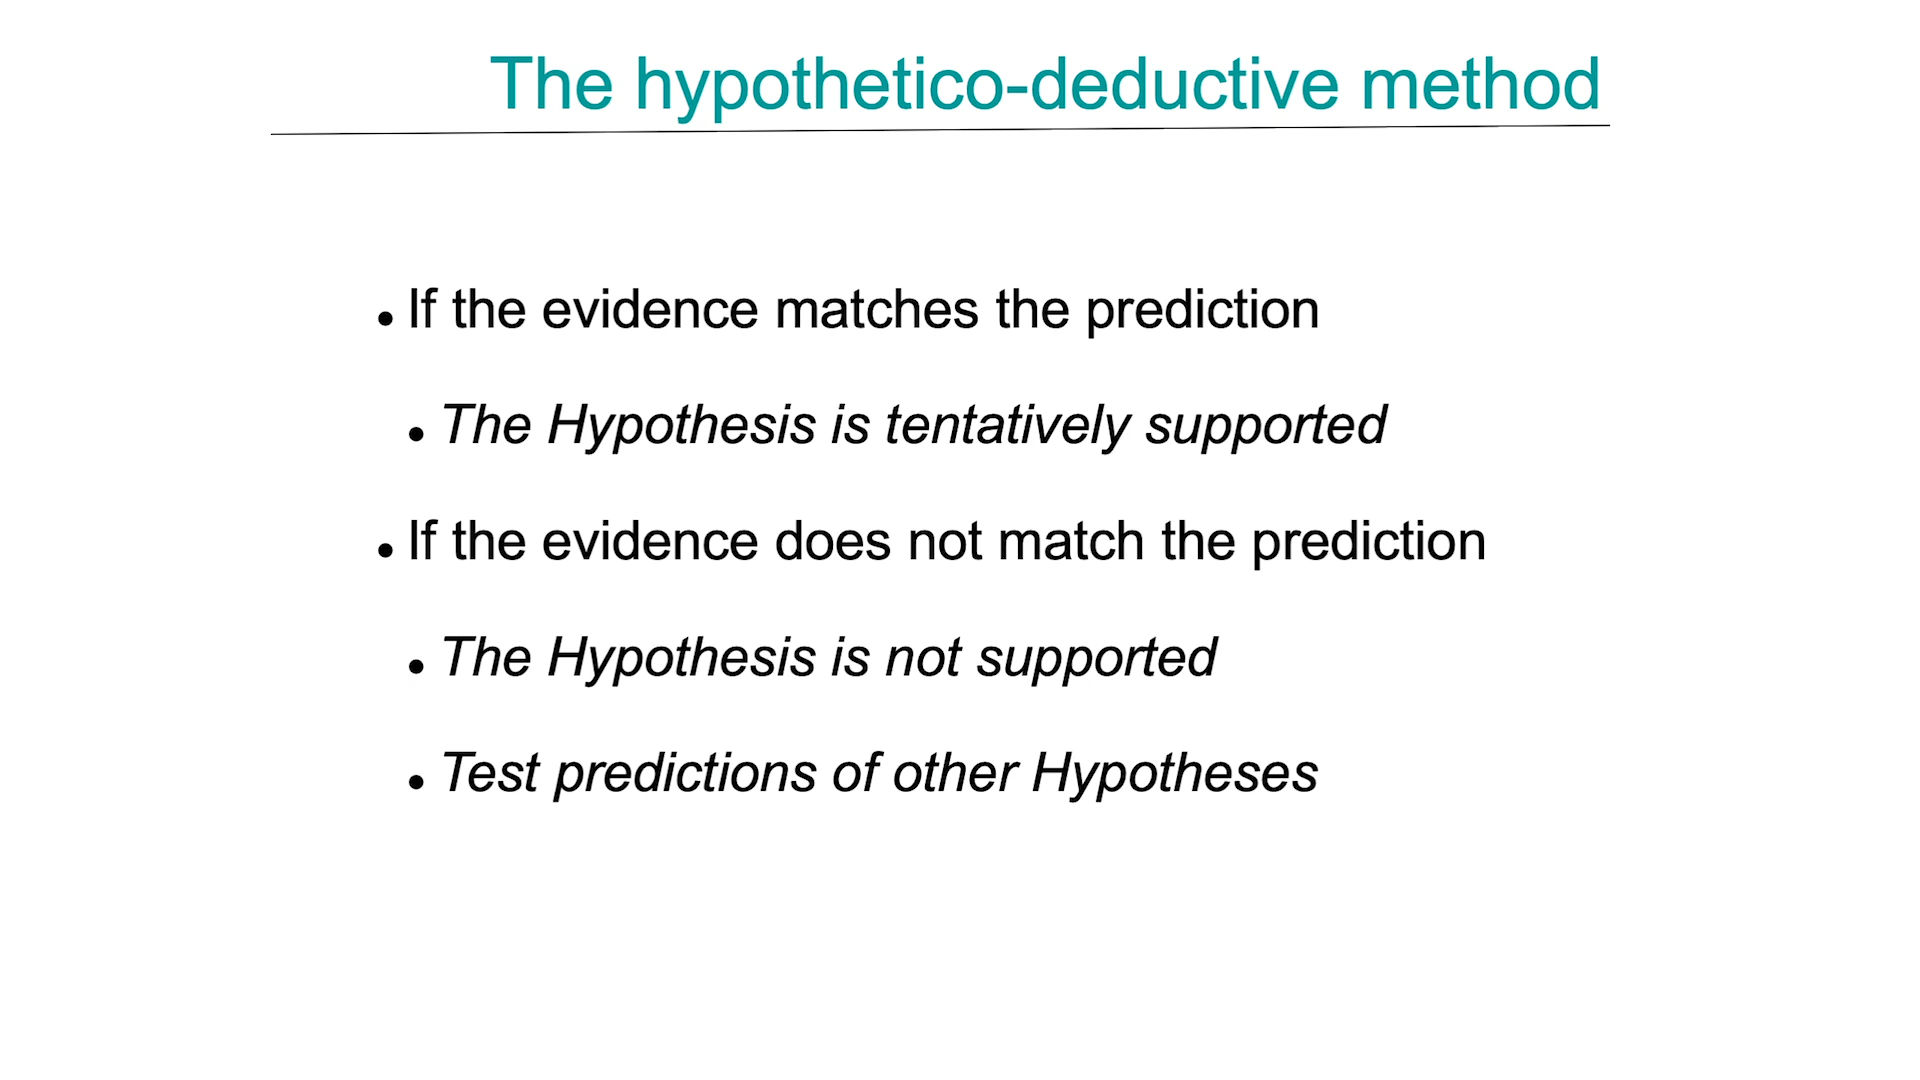 The hypothetico-deductive method
• If the evidence matches the prediction
• The Hypothesis is tentatively supported
• If the evidence does not match the prediction
• The Hypothesis is not supported
• Test predictions of other Hypotheses